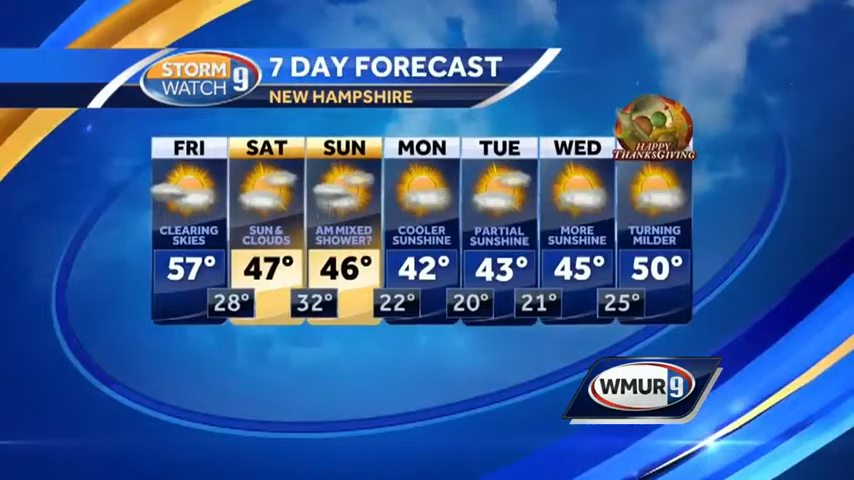 STORM
WATCH 9
7 DAY FORECAST
NEW HAMPSHIRE
FRI
SAT
SUN
MON
TUE
WED
HAPPY
THANKSGIVING
CLEARING
SKIES
SUN &
CLOUDS
AM MIXED
SHOWER?
COOLER
SUNSHINE
PARTIAL
SUNSHINE
MORE
SUNSHINE
TURNING
MILDER
57° 47° 46° 42° 43° 45° 50°
28° 32° 22° 20° 21° 25°
WMUR 9